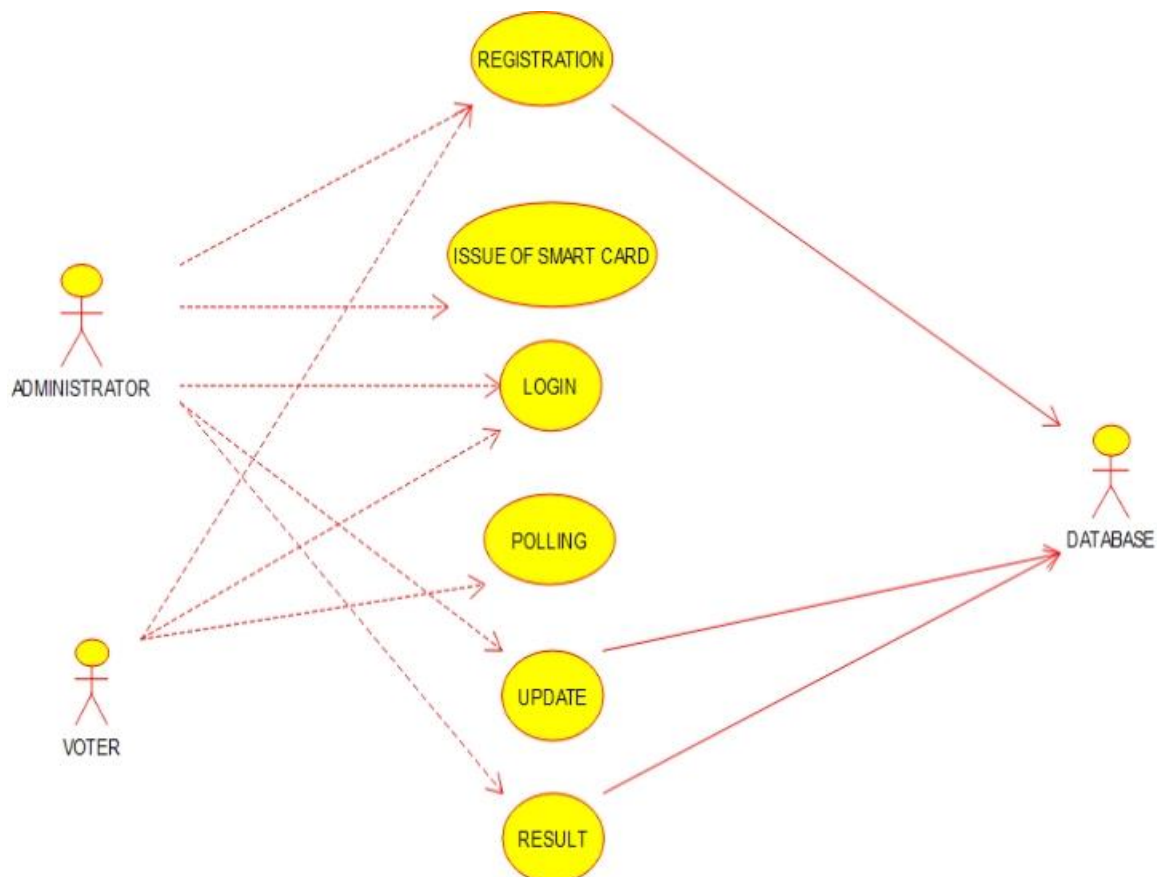 REGISTRATION
ISSUE OF SMART CARD
ADMINISTRATOR
LOGIN
POLLING
DATABASE
UPDATE
VOTER
RESULT